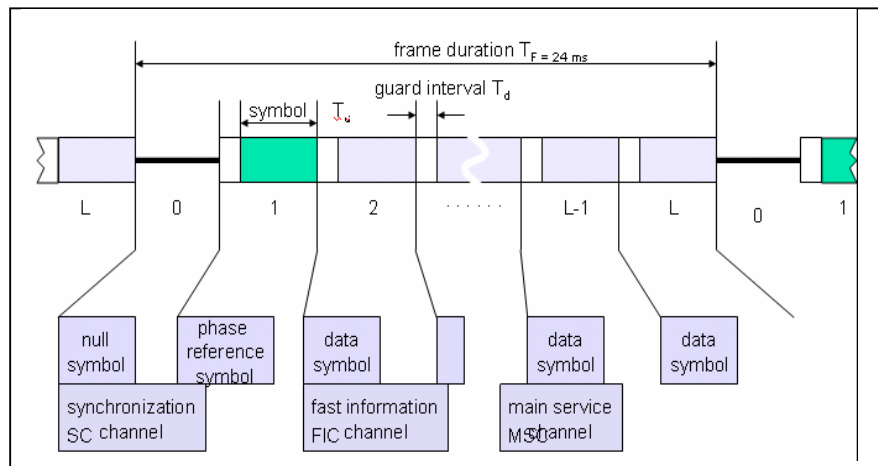 frame duration T F = 24 ms
guard interval T d
symbol T u
L 0 1 2 ...... L-1 L 0 1
null
symbol
phase
reference
symbol
data
symbol
data
symbol
data
symbol
synchronization
SC channel
fast information
FIC channel
main service
MSC channel